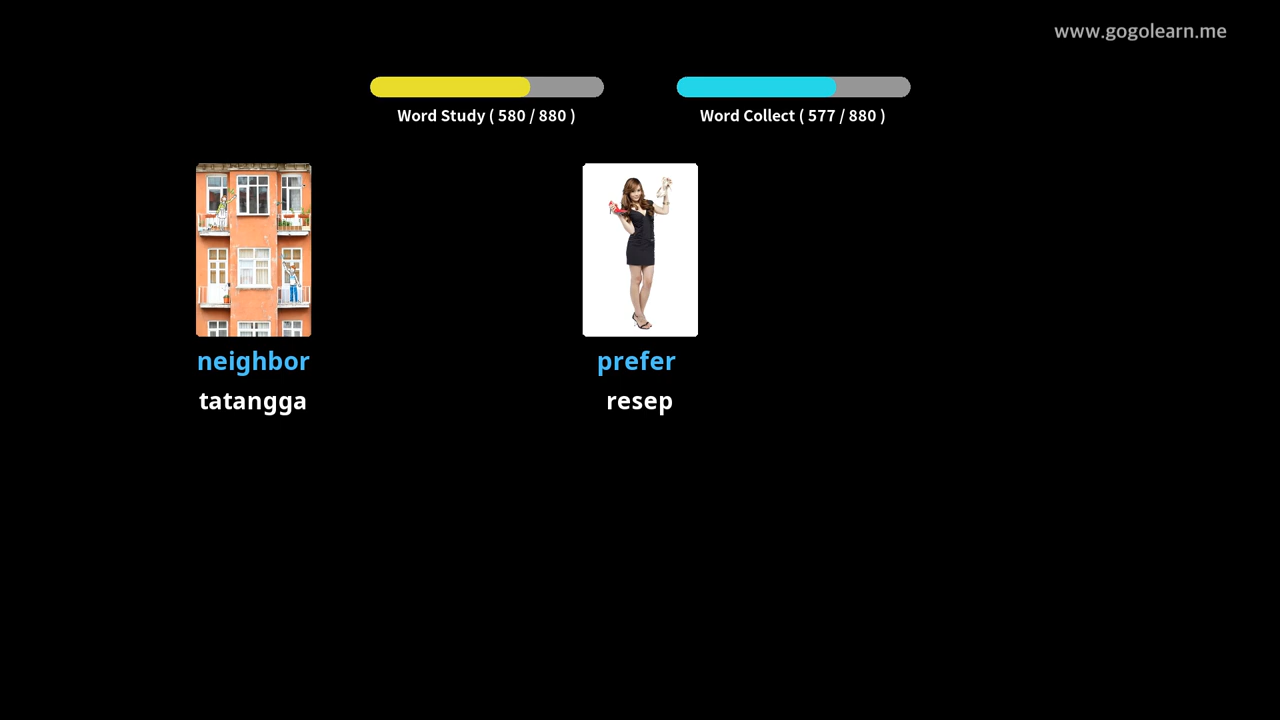 www.gogolearn.me
Word Study ( 580 / 880 )
Word Collect ( 577 / 880 )
neighbor
prefer
tatangga
resep